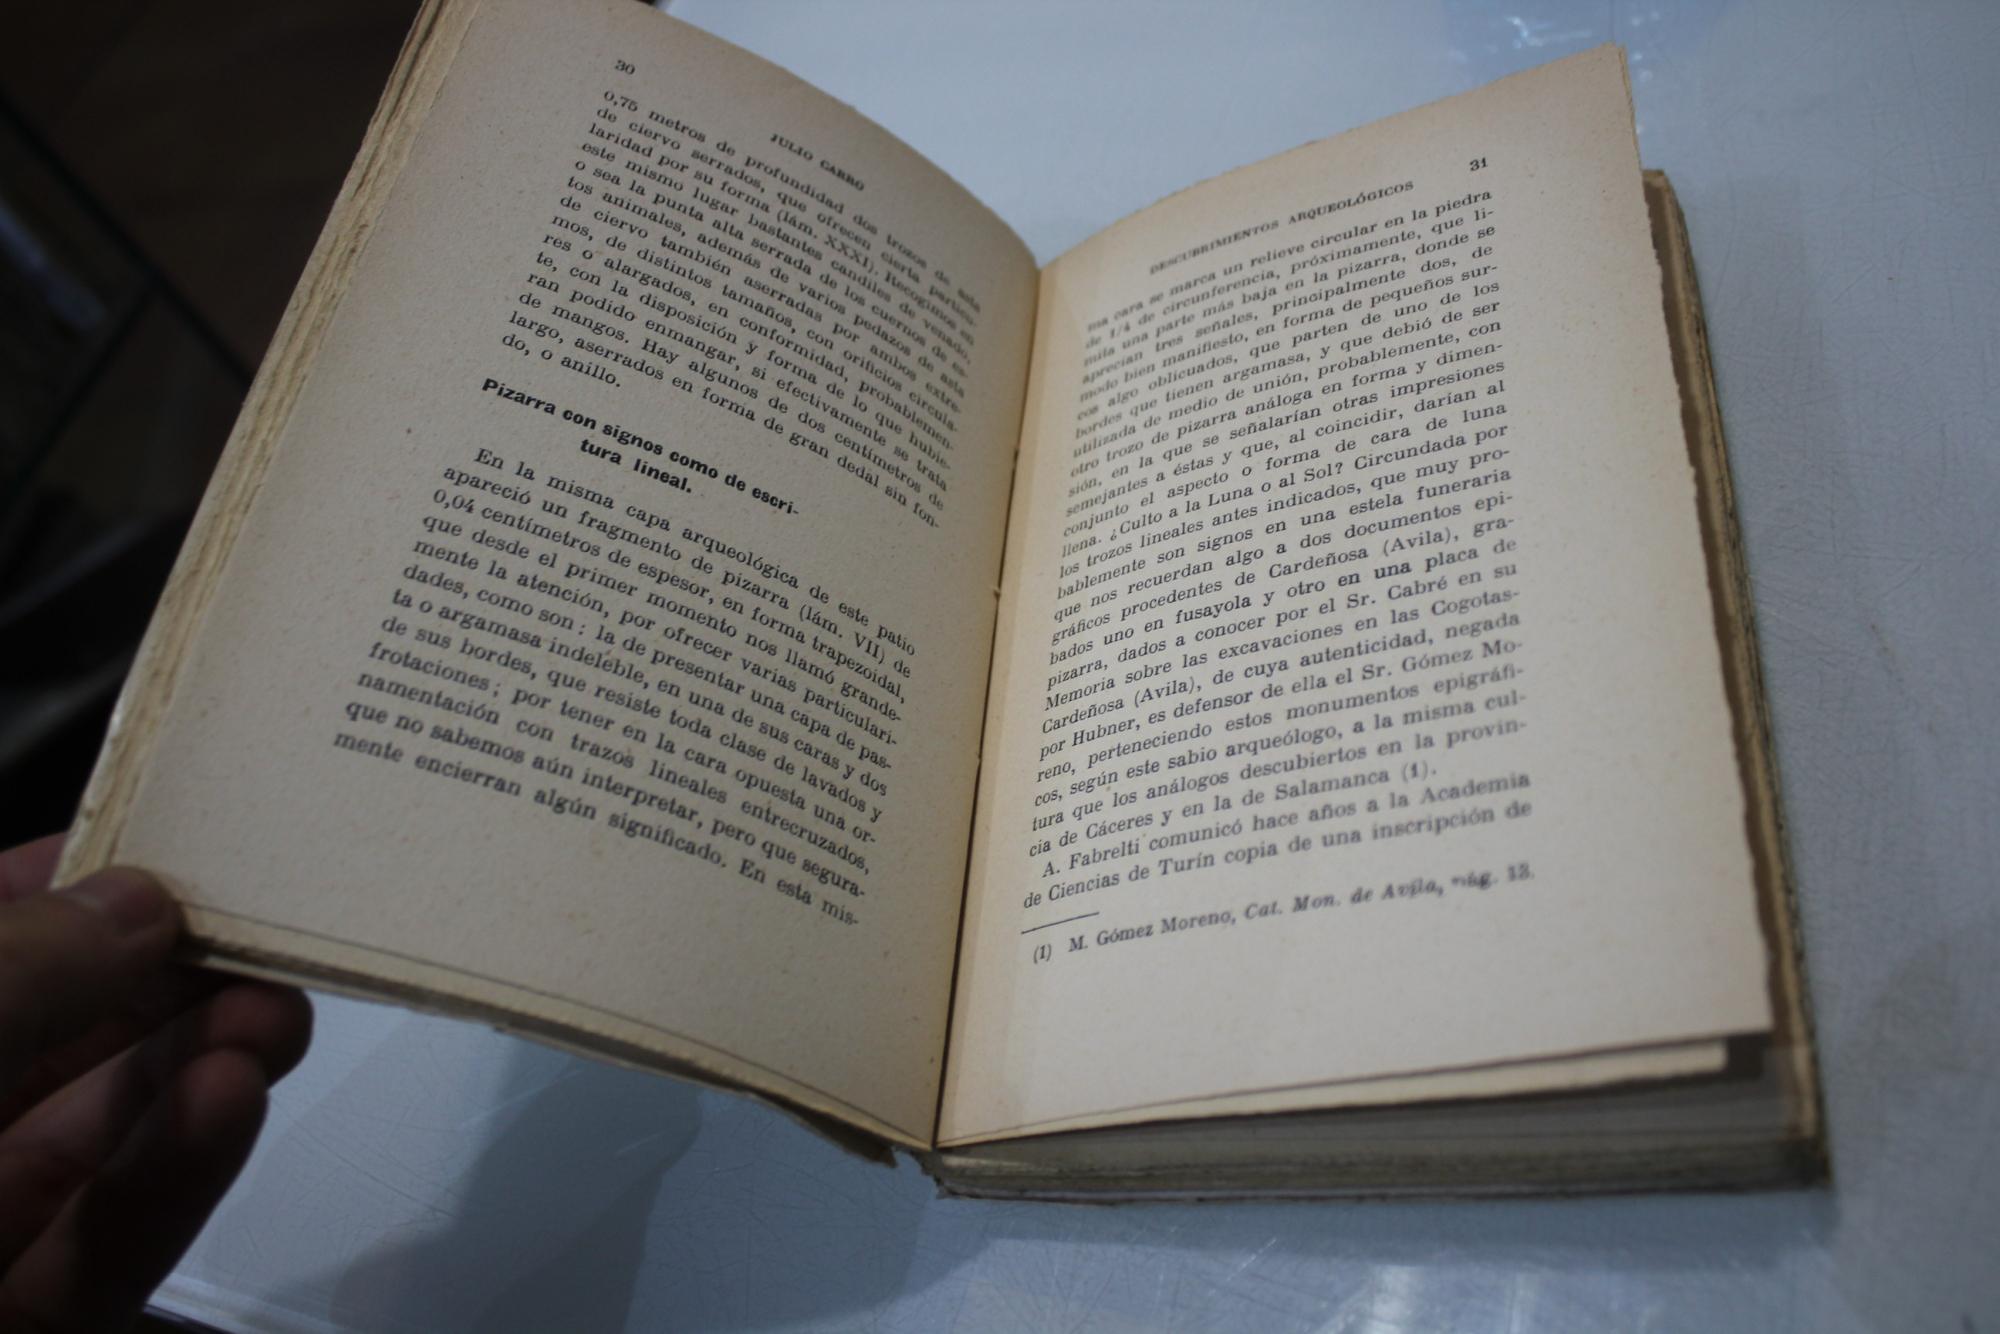 30
JULIO CARRO
0,75 metros de profundidad dos trozos de asta
de ciervo serrados, que ofrecen cierta particu-
laridad por su forma (lám. XXXI). Recogimos en
este mismo lugar bastantes candiles de venado,
o sea la punta alta serrada de los cuernos de es-
tos animales, además de varios pedazos de asta
de ciervo también aserradas por ambos extre-
mos, de distintos tamaños, con orificios circula-
res o alargados, en conformidad, probablemen-
te, con la disposición y forma de lo que hubie-
ran podido enmangar, si efectivamente se trata
de mangos. Hay algunos de dos centímetros de
largo, aserrados en forma de gran dedal sin fon-
do, o anillo.
Pizarra con signos como de escri-
tura lineal.
En la misma capa arqueológica de este patio
apareció un fragmento de pizarra (lám. VII) de
0,04 centímetros de espesor, en forma trapezoidal,
que desde el primer momento nos llamó grande-
mente la atención, por ofrecer varias particulari-
dades, como son: la de presentar una capa de pas-
ta o argamasa indeleble, en una de sus caras y dos
de sus bordes, que resiste toda clase de lavados y
frotaciones; por tener en la cara opuesta una or-
namentación con trazos lineales entrecruzados,
que no sabemos aún interpretar, pero que segura-
mente encierran algún significado. En esta mis-
DESCUBRIMIENTOS ARQUEOLÓGICOS
31
ma cara se marca un relieve circular en la piedra
de 1/4 de circunferencia, próximamente, que li-
mita una parte más baja en la pizarra, donde se
aprecian tres señales, principalmente dos, de
modo bien manifiesto, en forma de pequeños sur-
cos algo oblicuados, que parten de uno de los
bordes que tienen argamasa, y que debió de ser
utilizada de medio de unión, probablemente, con
otro trozo de pizarra análoga en forma y dimen-
sión, en la que se señalarían otras impresiones
semejantes a éstas y que, al coincidir, darían al
conjunto el aspecto o forma de cara de luna
llena. ¿Culto a la Luna o al Sol? Circundada por
los trozos lineales antes indicados, que muy pro-
bablemente son signos en una estela funeraria
que nos recuerdan algo a dos documentos epi-
gráficos procedentes de Cardeñosa (Avila), gra-
bados uno en fusayola y otro en una placa de
pizarra, dados a conocer por el Sr. Cabré en su
Memoria sobre las excavaciones en las Cogotas-
Cardeñosa (Avila), de cuya autenticidad, negada
por Hubner, es defensor de ella el Sr. Gómez Mo-
reno, perteneciendo estos monumentos epigráfi-
cos, según este sabio arqueólogo, a la misma cul-
tura que los análogos descubiertos en la provin-
cia de Cáceres y en la de Salamanca (1).
A. Fabrelti comunicó hace años a la Academia
de Ciencias de Turín copia de una inscripción de
(1) M. Gómez Moreno, Cat. Mon. de Avila, pág. 13.